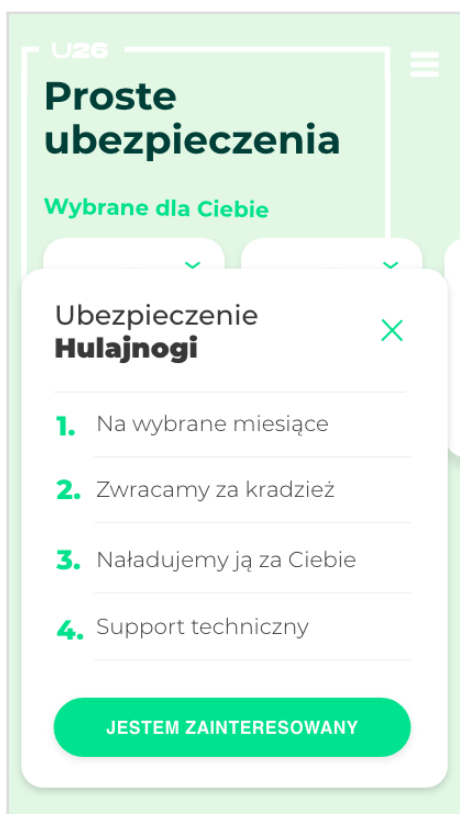 U26
Proste
ubezpieczenia
Wybrane dla Ciebie
Ubezpieczenie
Hulajnogi
1. Na wybrane miesiące
2. Zwracamy za kradzież
3. Naładujemy ją za Ciebie
4. Support techniczny
JESTEM ZAINTERESOWANY